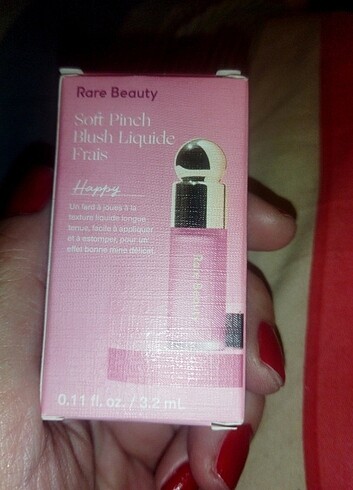 Rare Beauty
Soft Pinch
Blush Liquide
Frais
Happy
Un fard à joues à la
texture liquide longue
tenue, facile à appliquer
et à estomper, pour un
effet bonne mine délicat.
Rare Beauty
0.11 fl. oz. / 3.2 mL